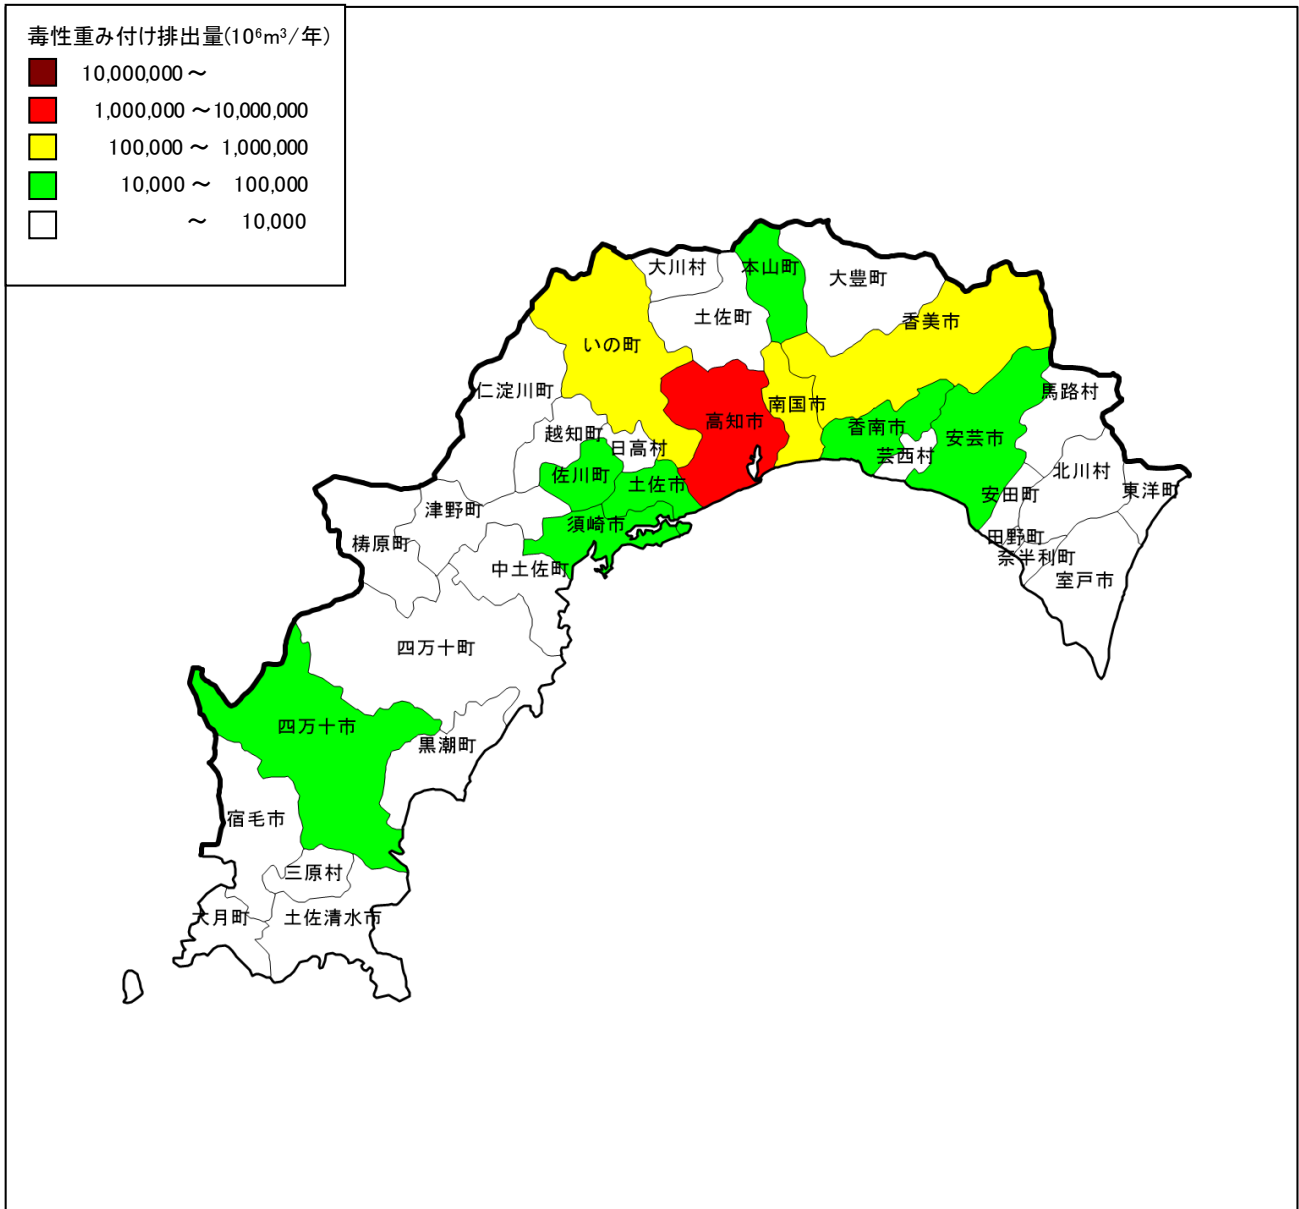 毒性重み付け排出量(10⁶m³/年)
10,000,000～
1,000,000～10,000,000
100,000～ 1,000,000
10,000～ 100,000
～ 10,000
大川村
本山町
大豊町
土佐町
香美市
いの町
仁淀川町
馬路村
南国市
高知市
香南市
越知町
安芸市
日高村
芸西村
佐川町
北川村
土佐市
安田町
東洋町
津野町
須崎市
田野町
梼原町
奈半利町
中土佐町
室戸市
四万十町
四万十市
黒潮町
宿毛市
三原村
大月町
土佐清水市